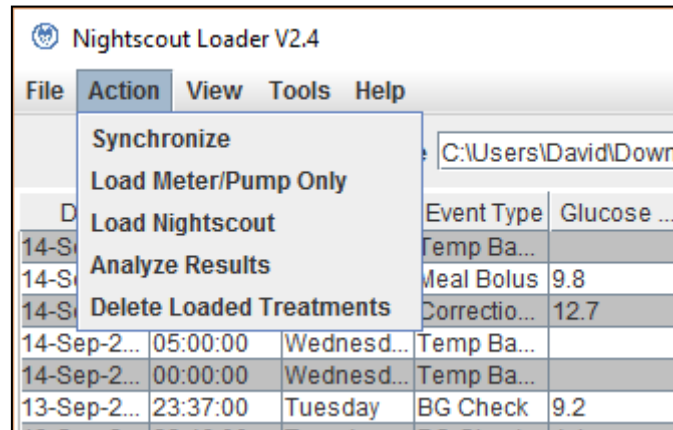 Nightscout Loader V2.4
File Action View Tools Help
Synchronize
C:\Users\David\Down
Load Meter/Pump Only
Event Type Glucose ...
Load Nightscout
14-S Temp Ba...
Analyze Results
14-S Meal Bolus 9.8
Delete Loaded Treatments
14-S Correctio... 12.7
14-Sep-2... 05:00:00 Wednesd... Temp Ba...
14-Sep-2... 00:00:00 Wednesd... Temp Ba...
13-Sep-2... 23:37:00 Tuesday BG Check 9.2